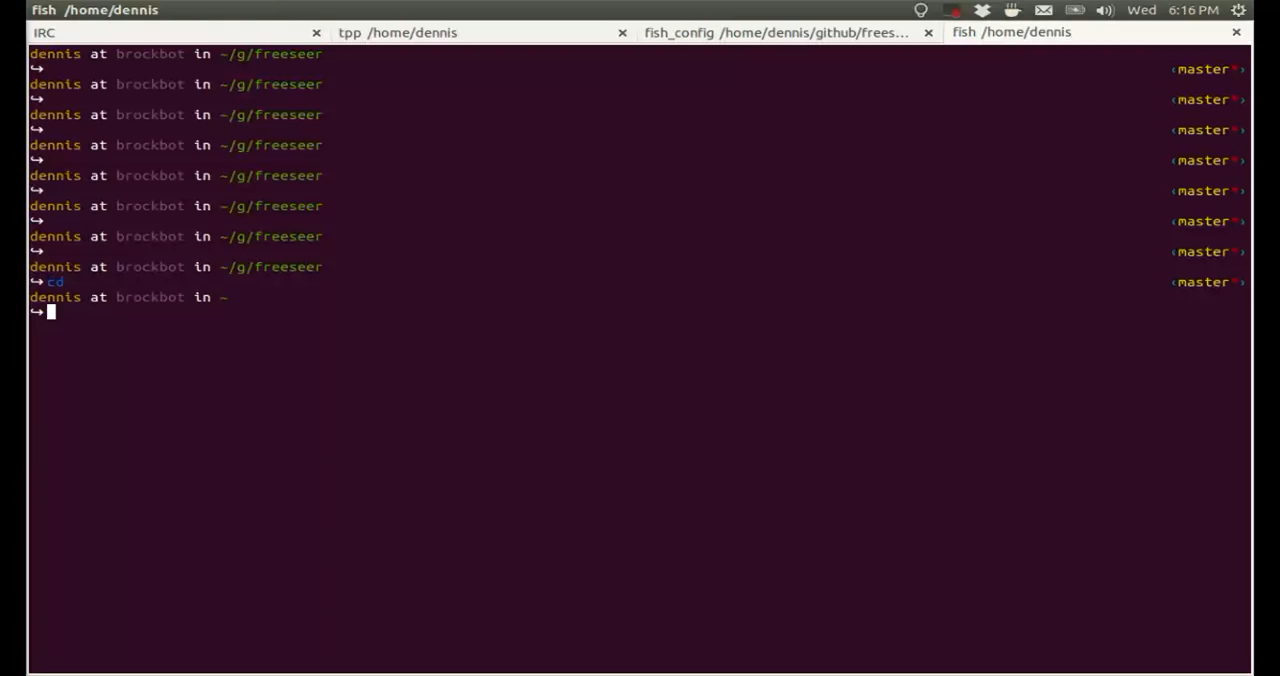 fish /home/dennis Wed 6:16 PM
IRC × tpp /home/dennis × fish_config /home/dennis/github/frees... × fish /home/dennis ×
dennis at brockbot in ~/g/freeseer
↪ ‹master*›
dennis at brockbot in ~/g/freeseer
↪ ‹master*›
dennis at brockbot in ~/g/freeseer
↪ ‹master*›
dennis at brockbot in ~/g/freeseer
↪ ‹master*›
dennis at brockbot in ~/g/freeseer
↪ ‹master*›
dennis at brockbot in ~/g/freeseer
↪ ‹master*›
dennis at brockbot in ~/g/freeseer
↪ ‹master*›
dennis at brockbot in ~/g/freeseer
↪ cd ‹master*›
dennis at brockbot in ~
↪